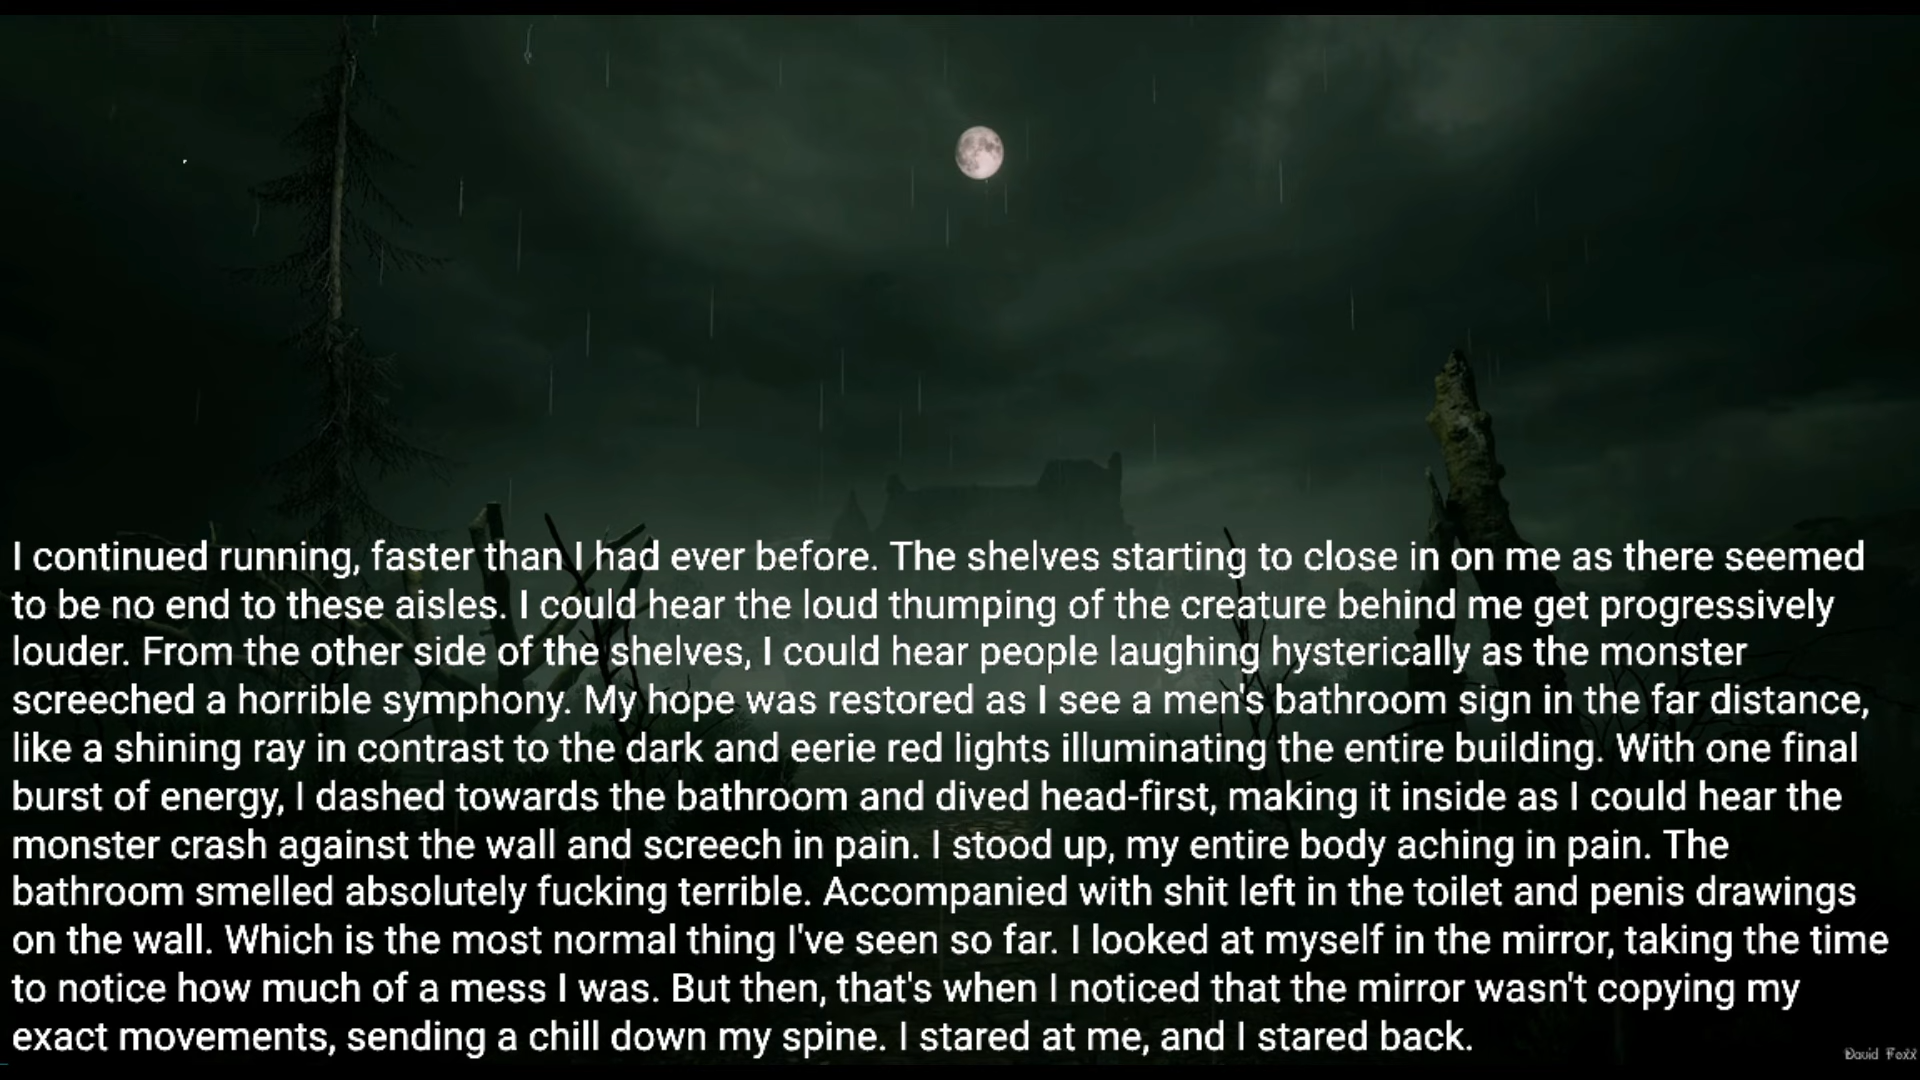 I continued running, faster than I had ever before. The shelves starting to close in on me as there seemed
to be no end to these aisles. I could hear the loud thumping of the creature behind me get progressively
louder. From the other side of the shelves, I could hear people laughing hysterically as the monster
screeched a horrible symphony. My hope was restored as I see a men's bathroom sign in the far distance,
like a shining ray in contrast to the dark and eerie red lights illuminating the entire building. With one final
burst of energy, I dashed towards the bathroom and dived head-first, making it inside as I could hear the
monster crash against the wall and screech in pain. I stood up, my entire body aching in pain. The
bathroom smelled absolutely fucking terrible. Accompanied with shit left in the toilet and penis drawings
on the wall. Which is the most normal thing I've seen so far. I looked at myself in the mirror, taking the time
to notice how much of a mess I was. But then, that's when I noticed that the mirror wasn't copying my
exact movements, sending a chill down my spine. I stared at me, and I stared back.
David Foxx